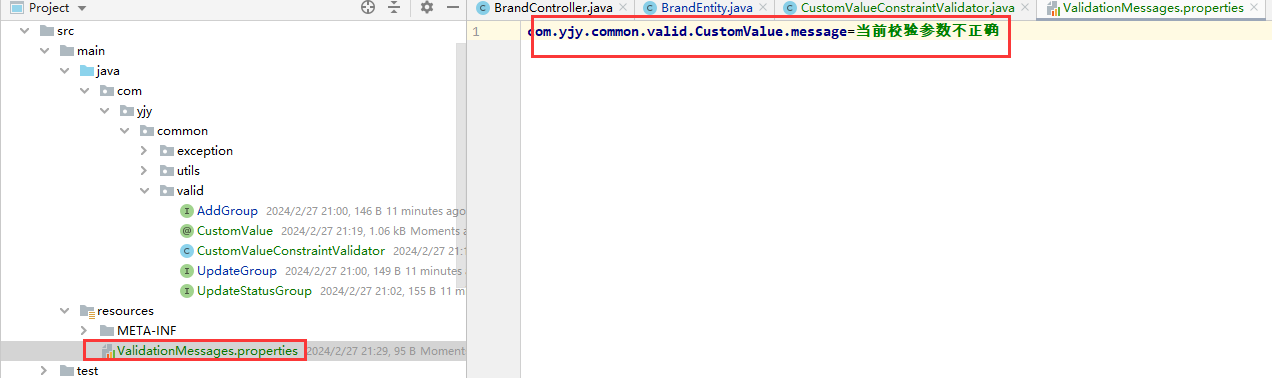 Project
BrandController.java
BrandEntity.java
CustomValueConstraintValidator.java
ValidationMessages.properties
1
com.yjy.common.valid.CustomValue.message=当前校验参数不正确
src
main
java
com
yjy
common
exception
utils
valid
AddGroup 2024/2/27 21:00, 146 B 11 minutes ago
CustomValue 2024/2/27 21:19, 1.06 kB Moments a
CustomValueConstraintValidator 2024/2/27 21:1
UpdateGroup 2024/2/27 21:00, 149 B 11 minutes
UpdateStatusGroup 2024/2/27 21:02, 155 B 11 m
resources
META-INF
ValidationMessages.properties 2024/2/27 21:29, 95 B Moment
test